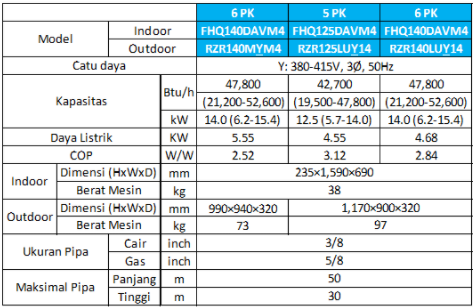 6 PK 5 PK 6 PK
Model Indoor FHQ140DAVM4 FHQ125DAVM4 FHQ140DAVM4
Outdoor RZR140MYM4 RZR125LUY14 RZR140LUY14
Catu daya Y: 380-415V, 3Ø, 50Hz
Kapasitas Btu/h 47,800 42,700 47,800
(21,200-52,600) (19,500-47,800) (21,200-52,600)
kW 14.0 (6.2-15.4) 12.5 (5.7-14.0) 14.0 (6.2-15.4)
Daya Listrik KW 5.55 4.55 4.68
COP W/W 2.52 3.12 2.84
Indoor Dimensi (HxWxD) mm 235×1,590×690
Berat Mesin kg 38
Outdoor Dimensi (HxWxD) mm 990×940×320 1,170×900×320
Berat Mesin kg 73 97
Ukuran Pipa Cair inch 3/8
Gas inch 5/8
Maksimal Pipa Panjang m 50
Tinggi m 30